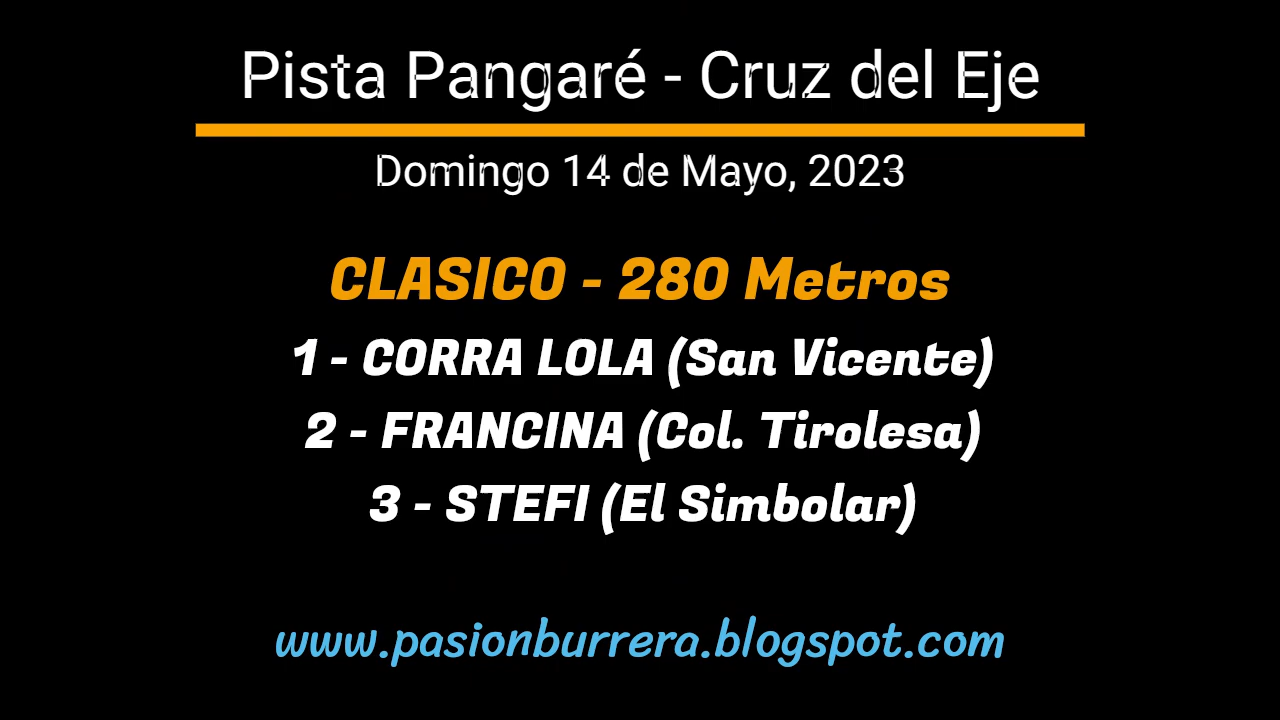 Pista Pangaré - Cruz del Eje
Domingo 14 de Mayo, 2023
CLASICO - 280 Metros
1 - CORRA LOLA (San Vicente)
2 - FRANCINA (Col. Tirolesa)
3 - STEFI (El Simbolar)
www.pasionburrera.blogspot.com